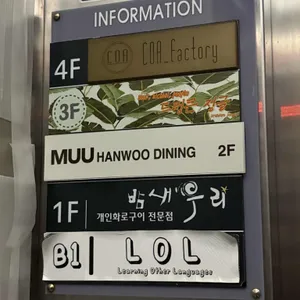 INFORMATION
4F COA COA_Factory
3F
MUU HANWOO DINING 2F
1F 밤새우리
개인화로구이 전문점
B1 LOL
Learning Other Languages